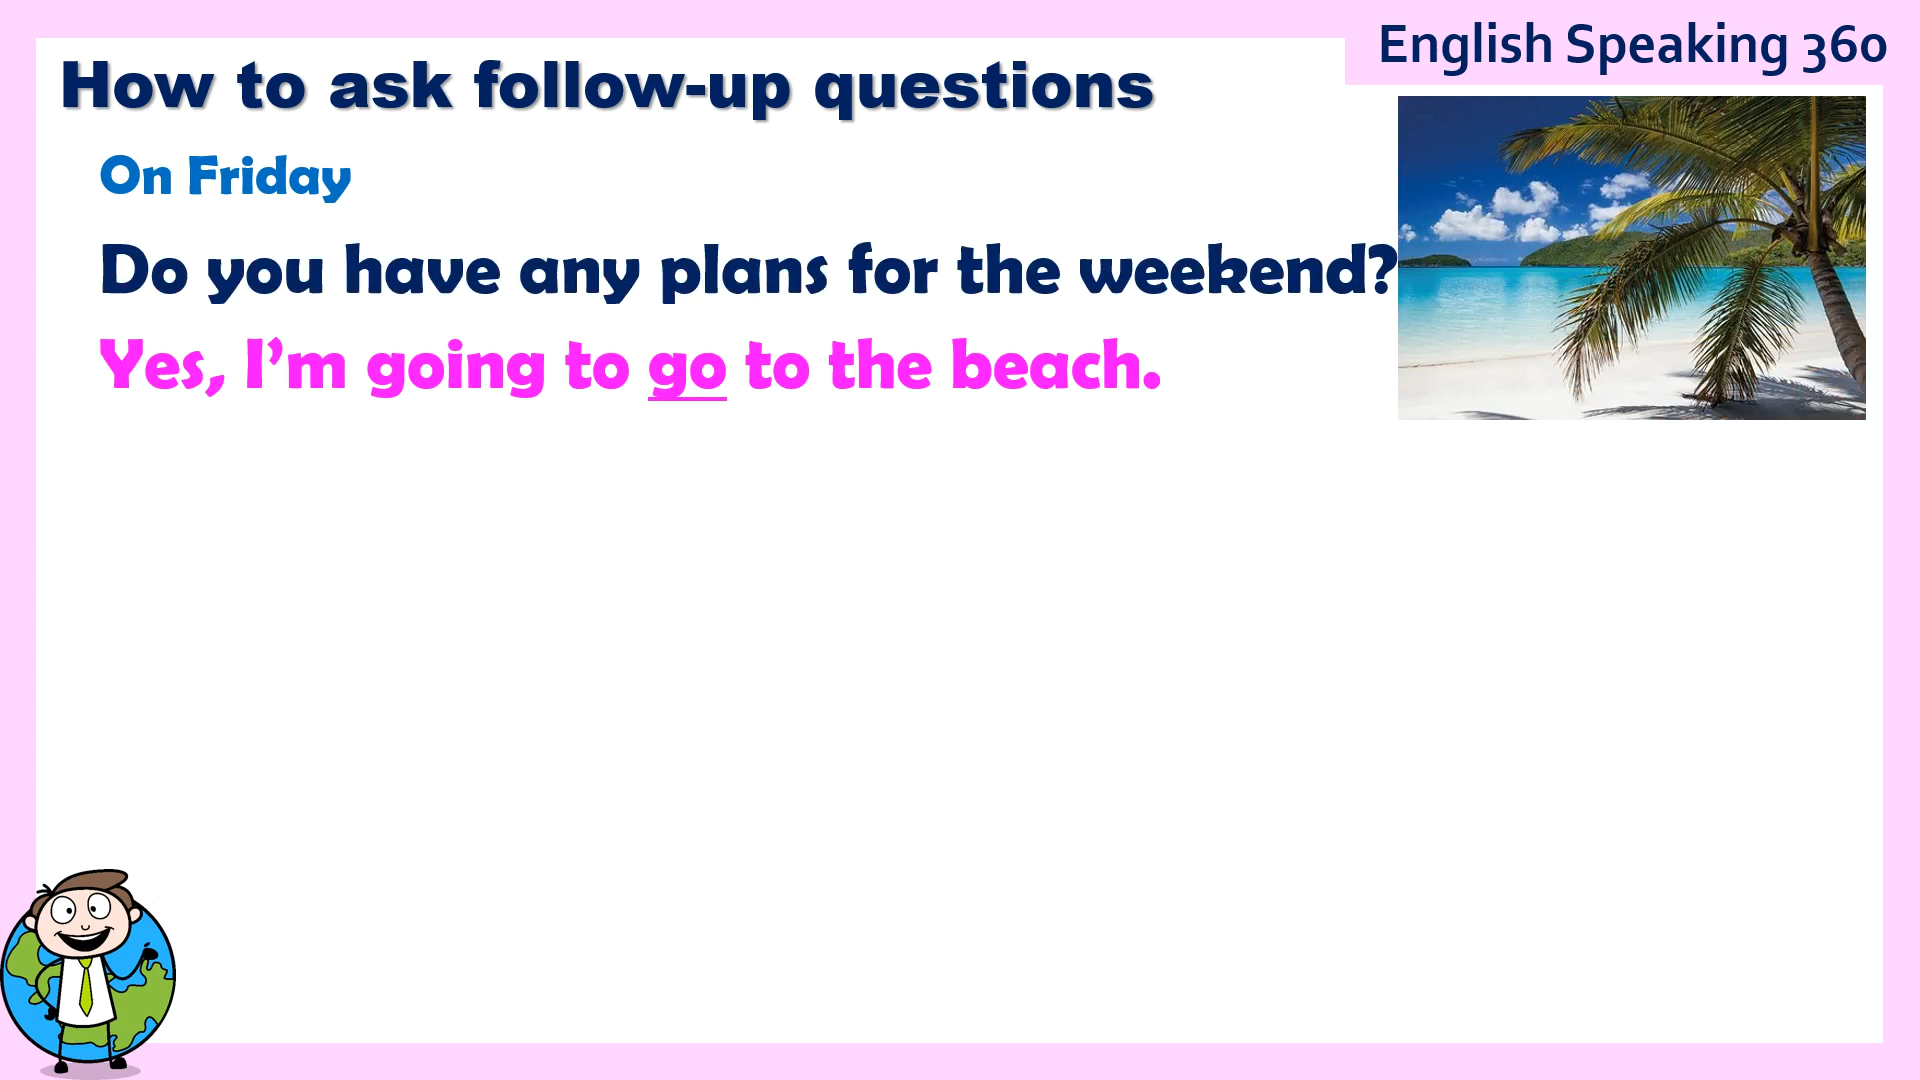 English Speaking 360
How to ask follow-up questions
On Friday
Do you have any plans for the weekend?
Yes, I’m going to go to the beach.